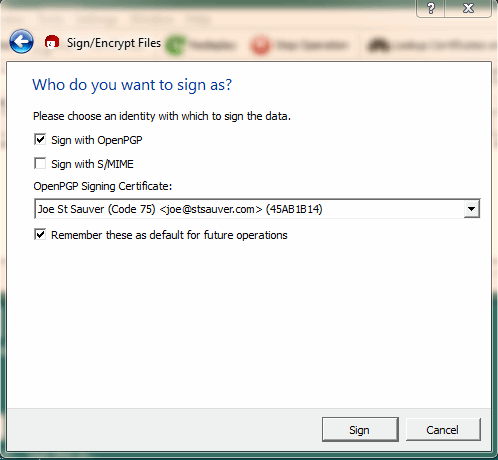 Sign/Encrypt Files
Who do you want to sign as?
Please choose an identity with which to sign the data.
Sign with OpenPGP
Sign with S/MIME
OpenPGP Signing Certificate:
Joe St Sauver (Code 75) <joe@stsauver.com> (45AB1B14)
Remember these as default for future operations
Sign
Cancel